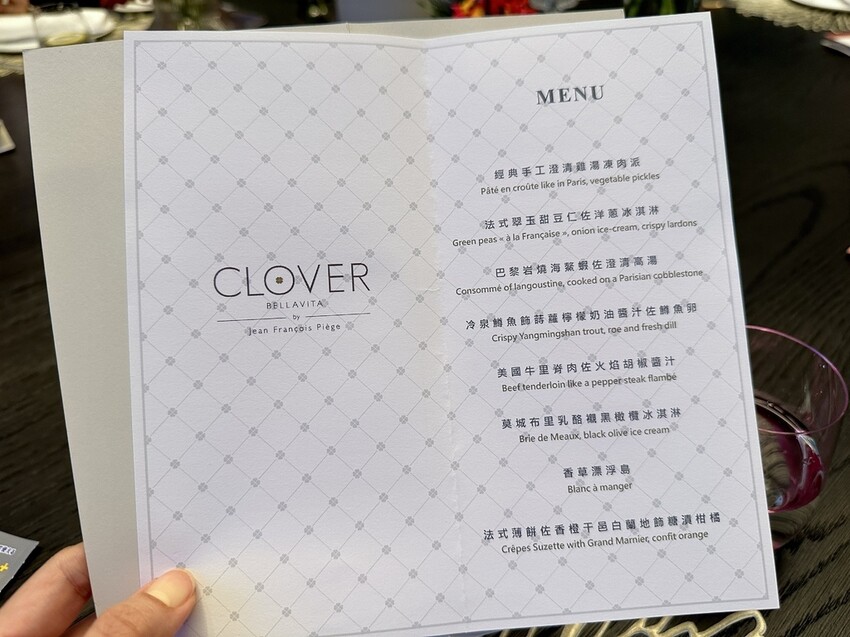 CLOVER
BELLAVITA
by
Jean François Piège
MENU
經典手工澄清雞湯凍肉派
Pâté en croûte like in Paris, vegetable pickles
法式翠玉甜豆仁佐洋蔥冰淇淋
Green peas « à la Française », onion ice-cream, crispy lardons
巴黎岩燒海螯蝦佐澄清高湯
Consommé of langoustine, cooked on a Parisian cobblestone
冷泉鱒魚飾蒔蘿檸檬奶油醬汁佐鱒魚卵
Crispy Yangmingshan trout, roe and fresh dill
美國牛里脊肉佐火焰胡椒醬汁
Beef tenderloin like a pepper steak flambé
莫城布里乳酪襯黑橄欖冰淇淋
Brie de Meaux, black olive ice cream
香草漂浮島
Blanc à manger
法式薄餅佐香橙干邑白蘭地飾糖漬柑橘
Crêpes Suzette with Grand Marnier, confit orange